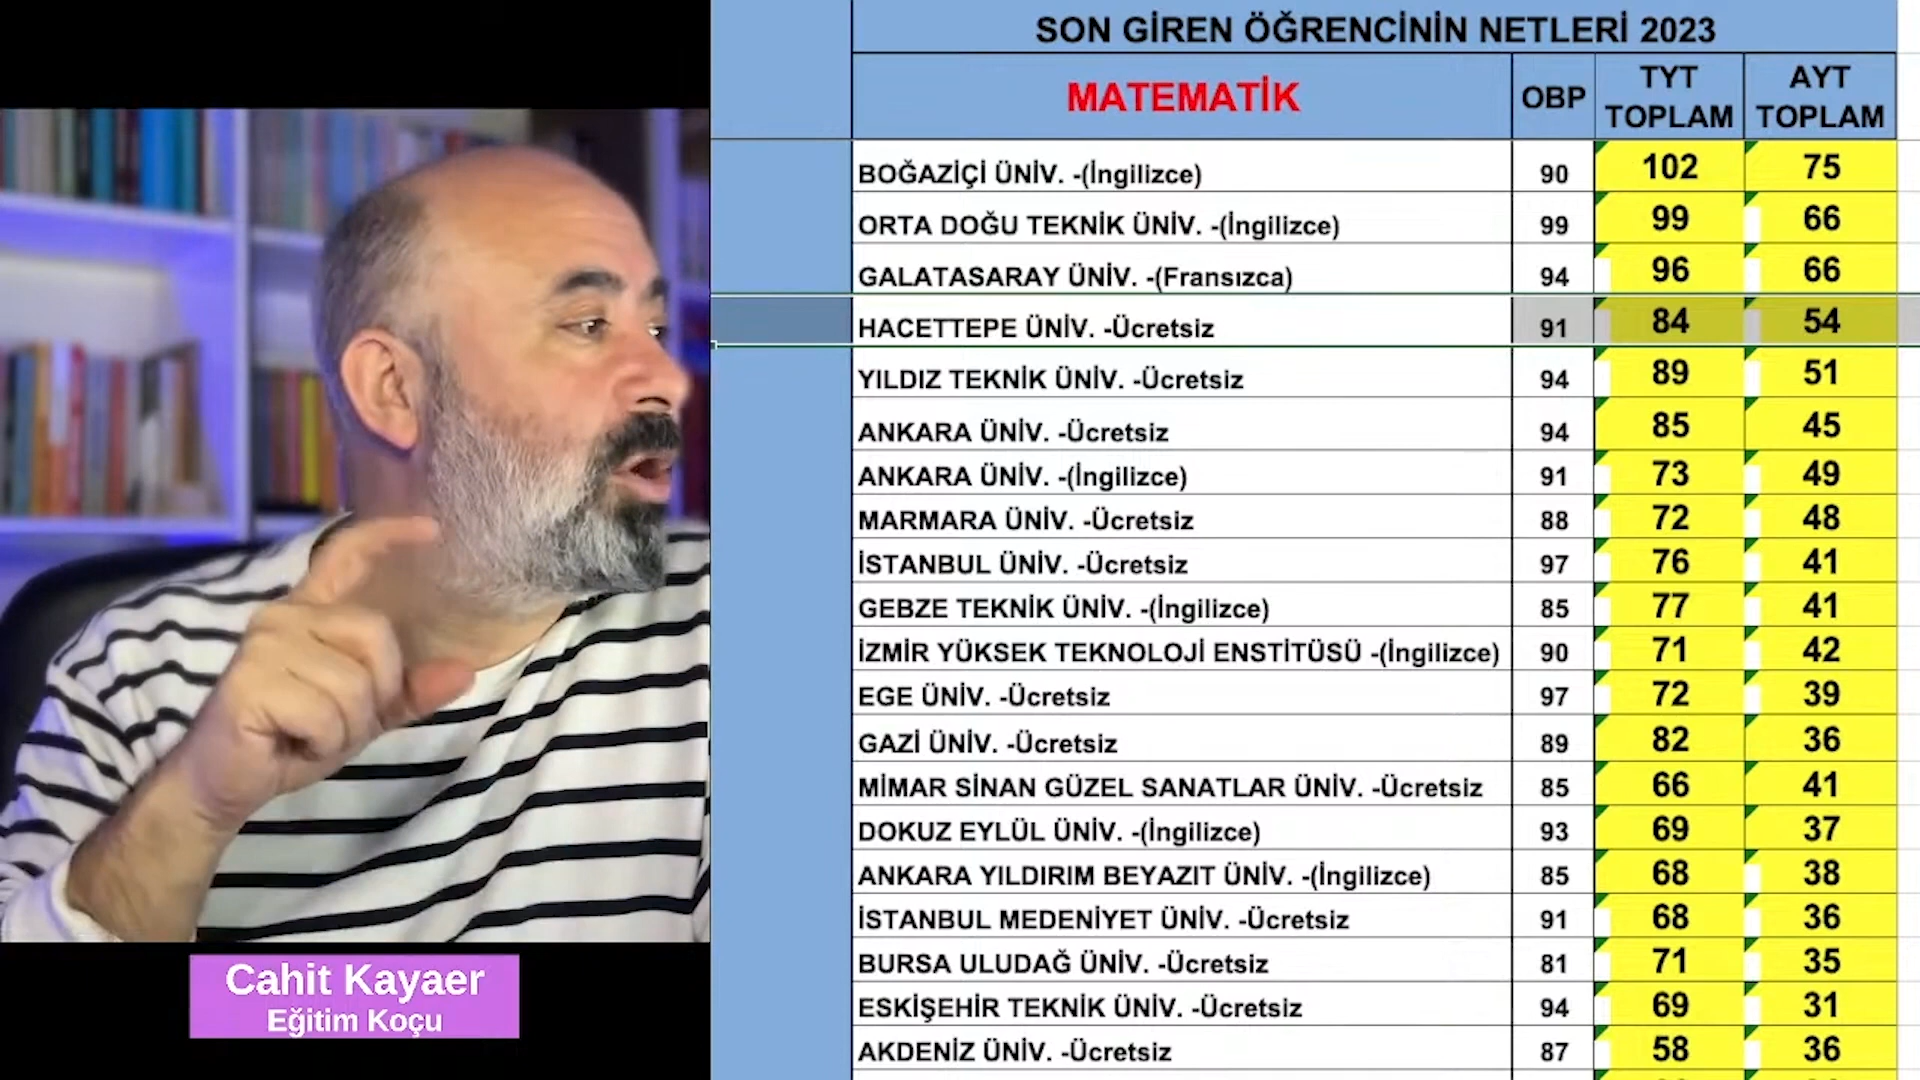 SON GİREN ÖĞRENCİNİN NETLERİ 2023
MATEMATİK OBP TYT TOPLAM AYT TOPLAM
BOĞAZİÇİ ÜNİV. -(İngilizce) 90 102 75
ORTA DOĞU TEKNİK ÜNİV. -(İngilizce) 99 99 66
GALATASARAY ÜNİV. -(Fransızca) 94 96 66
HACETTEPE ÜNİV. -Ücretsiz 91 84 54
YILDIZ TEKNİK ÜNİV. -Ücretsiz 94 89 51
ANKARA ÜNİV. -Ücretsiz 94 85 45
ANKARA ÜNİV. -(İngilizce) 91 73 49
MARMARA ÜNİV. -Ücretsiz 88 72 48
İSTANBUL ÜNİV. -Ücretsiz 97 76 41
GEBZE TEKNİK ÜNİV. -(İngilizce) 85 77 41
İZMİR YÜKSEK TEKNOLOJİ ENSTİTÜSÜ -(İngilizce) 90 71 42
EGE ÜNİV. -Ücretsiz 97 72 39
GAZİ ÜNİV. -Ücretsiz 89 82 36
MİMAR SİNAN GÜZEL SANATLAR ÜNİV. -Ücretsiz 85 66 41
DOKUZ EYLÜL ÜNİV. -(İngilizce) 93 69 37
ANKARA YILDIRIM BEYAZIT ÜNİV. -(İngilizce) 85 68 38
İSTANBUL MEDENİYET ÜNİV. -Ücretsiz 91 68 36
BURSA ULUDAĞ ÜNİV. -Ücretsiz 81 71 35
ESKİŞEHİR TEKNİK ÜNİV. -Ücretsiz 94 69 31
AKDENİZ ÜNİV. -Ücretsiz 87 58 36
Cahit Kayaer
Eğitim Koçu